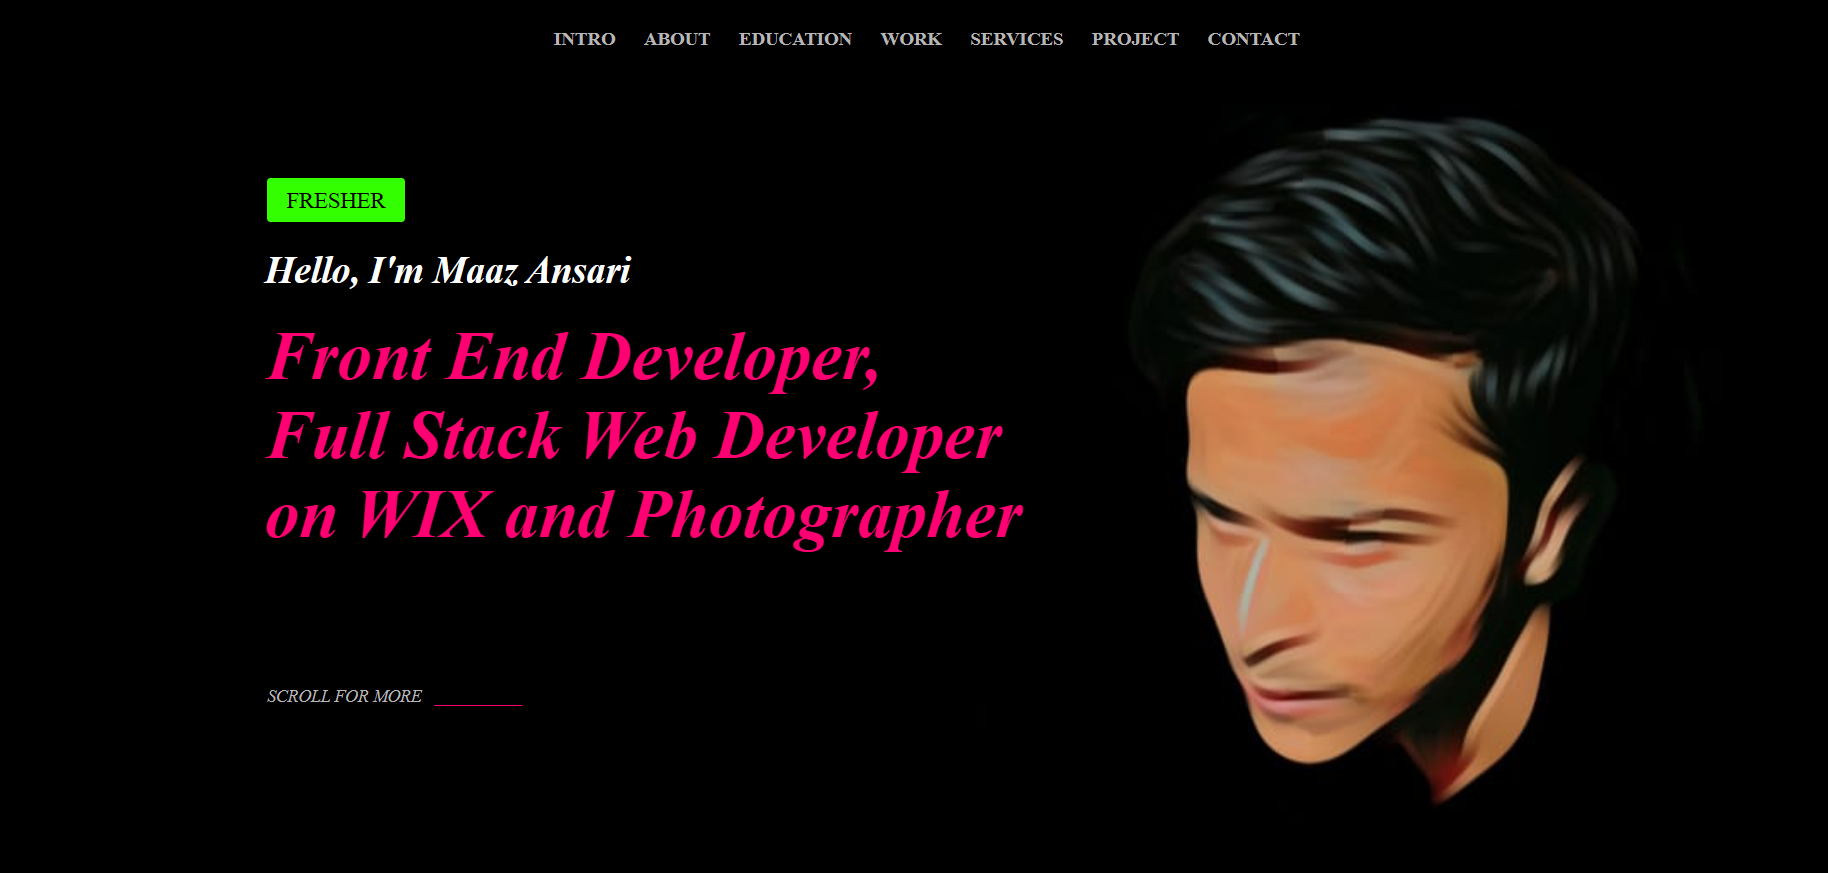 INTRO ABOUT EDUCATION WORK SERVICES PROJECT CONTACT
FRESHER
Hello, I'm Maaz Ansari
Front End Developer,
Full Stack Web Developer
on WIX and Photographer
SCROLL FOR MORE